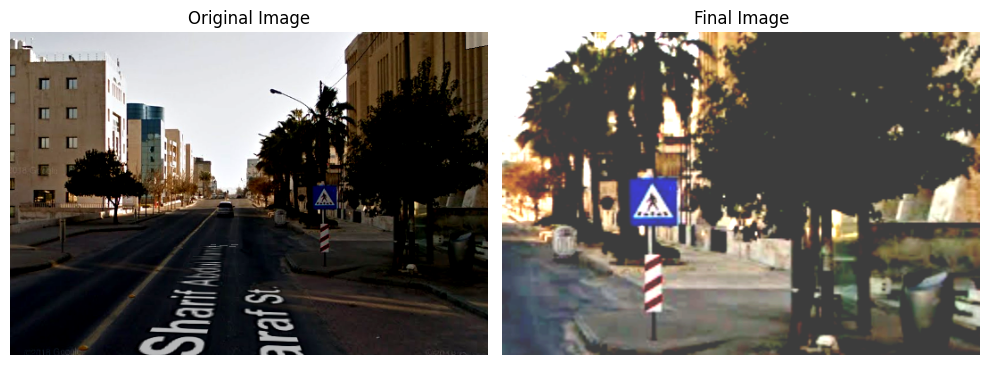 Original Image
Final Image
Sharif Abdul
araf St.